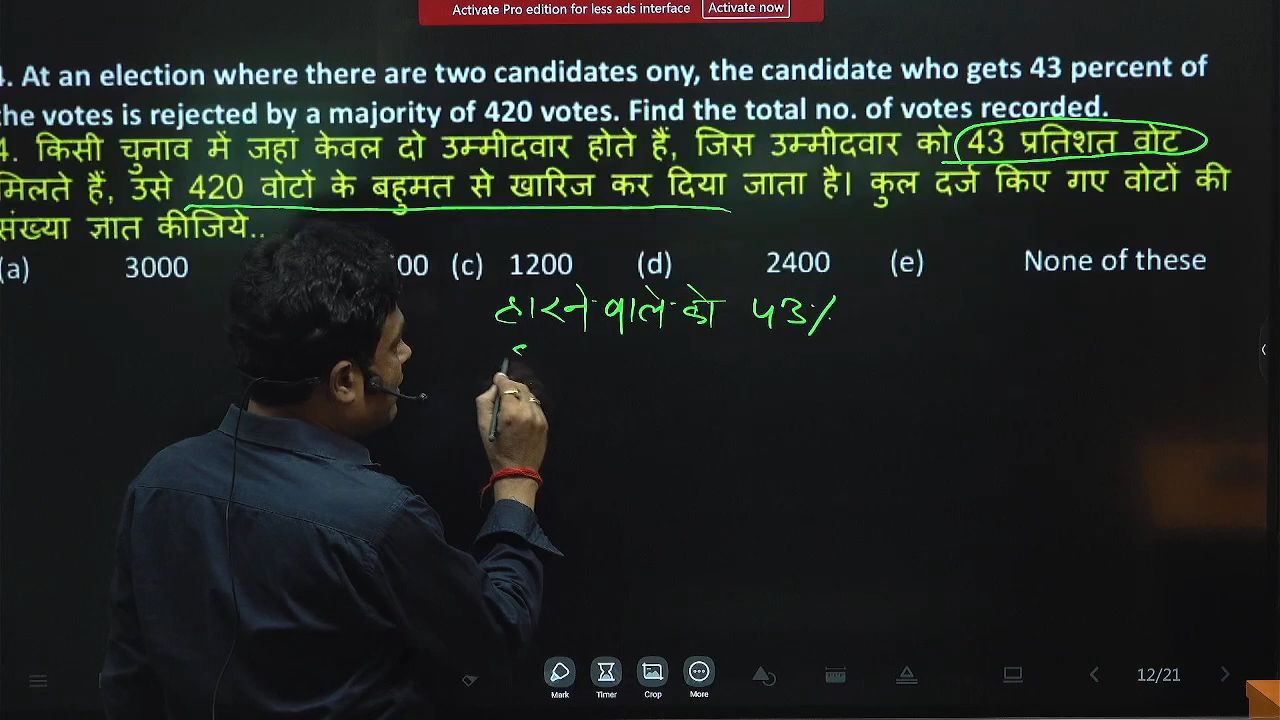 Activate Pro edition for less ads interface Activate now
4. At an election where there are two candidates ony, the candidate who gets 43 percent of
the votes is rejected by a majority of 420 votes. Find the total no. of votes recorded.
4. किसी चुनाव में जहां केवल दो उम्मीदवार होते हैं, जिस उम्मीदवार को 43 प्रतिशत वोट
मिलते हैं, उसे 420 वोटों के बहुमत से खारिज कर दिया जाता है। कुल दर्ज किए गए वोटों की
संख्या ज्ञात कीजिये..
(a) 3000 00 (c) 1200 (d) 2400 (e) None of these
हारने वाले को 43%
Mark Timer Crop More
12/21